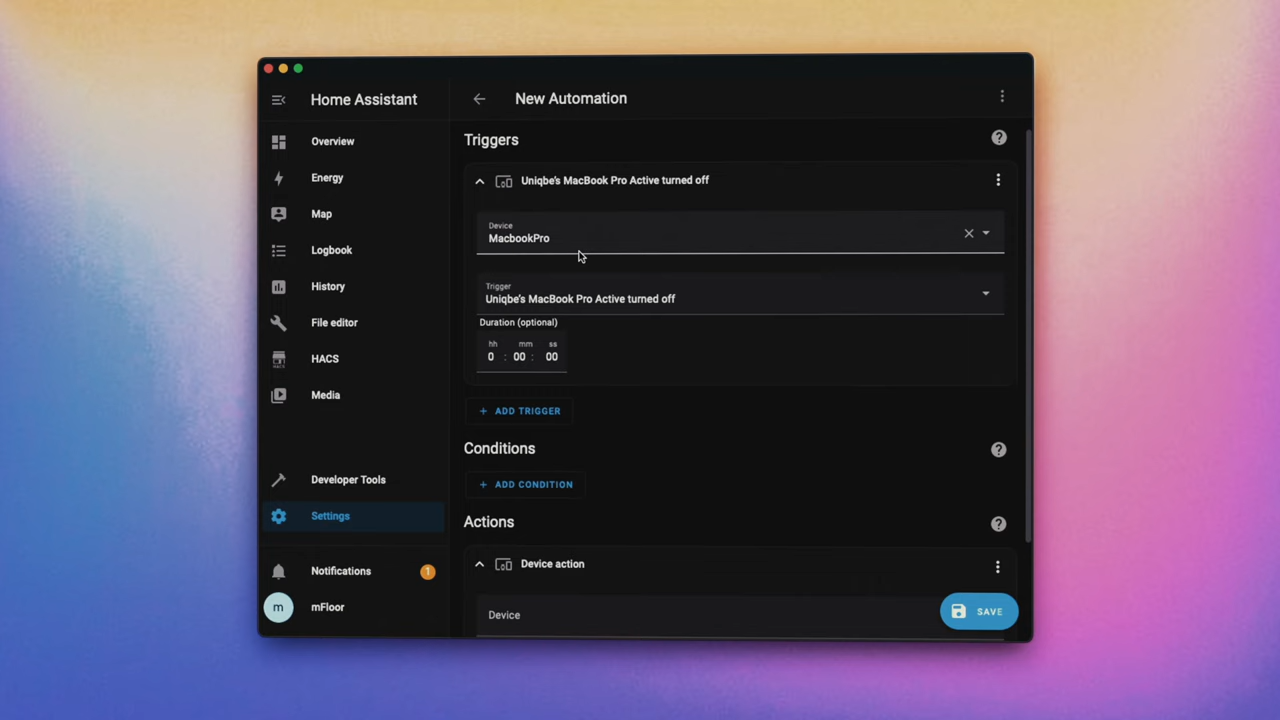 Home Assistant
New Automation
Overview
Energy
Map
Logbook
History
File editor
HACS
HACS
Media
Developer Tools
Settings
Notifications
1
m
mFloor
Triggers
Uniqbe's MacBook Pro Active turned off
Device
MacbookPro
Trigger
Uniqbe's MacBook Pro Active turned off
Duration (optional)
hh mm ss
0 : 00 : 00
+ ADD TRIGGER
Conditions
+ ADD CONDITION
Actions
Device action
Device
SAVE